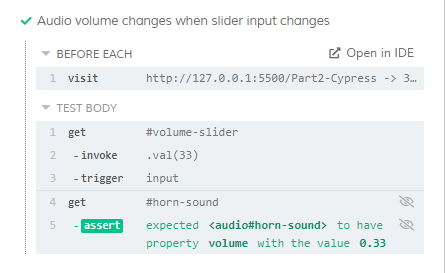 Audio volume changes when slider input changes
BEFORE EACH Open in IDE
1 visit http://127.0.0.1:5500/Part2-Cypress -> 3…
TEST BODY
1 get #volume-slider
2 -invoke .val(33)
3 -trigger input
4 get #horn-sound
5 -assert expected <audio#horn-sound> to have
property volume with the value 0.33